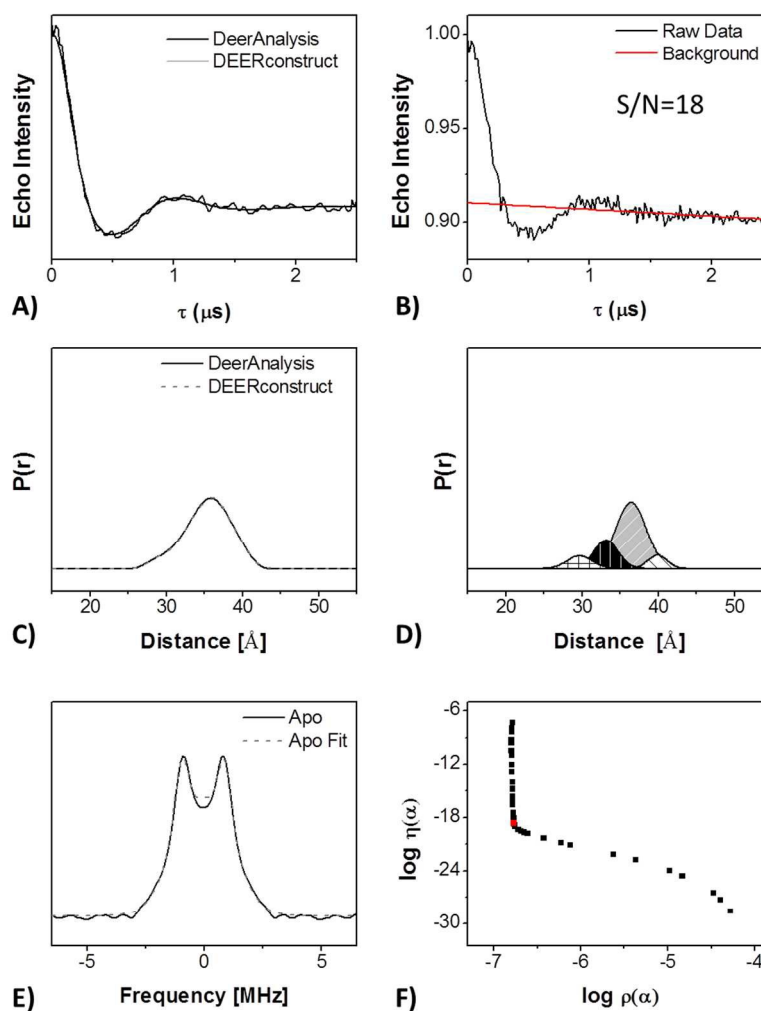 DeerAnalysis
DEERconstruct
Echo Intensity
0
1
2
τ (μs)
A)
1.00
0.95
0.90
Raw Data
Background
S/N=18
Echo Intensity
0
1
2
τ (μs)
B)
DeerAnalysis
DEERconstruct
P(r)
20
30
40
50
Distance [Å]
C)
P(r)
20
30
40
50
Distance [Å]
D)
Apo
Apo Fit
-5
0
5
Frequency [MHz]
E)
-6
-12
-18
-24
-30
log η(α)
-7
-6
-5
-4
log ρ(α)
F)